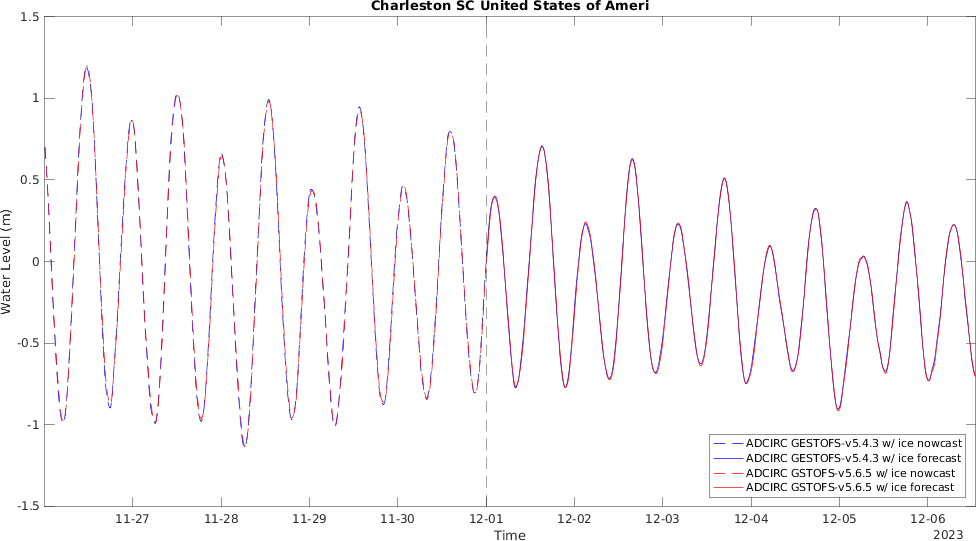 Charleston SC United States of Ameri
1.5
1
0.5
0
-0.5
-1
-1.5
Water Level (m)
ADCIRC GESTOFS-v5.4.3 w/ ice nowcast
ADCIRC GESTOFS-v5.4.3 w/ ice forecast
ADCIRC GSTOFS-v5.6.5 w/ ice nowcast
ADCIRC GSTOFS-v5.6.5 w/ ice forecast
11-27 11-28 11-29 11-30 12-01 12-02 12-03 12-04 12-05 12-06
Time
2023